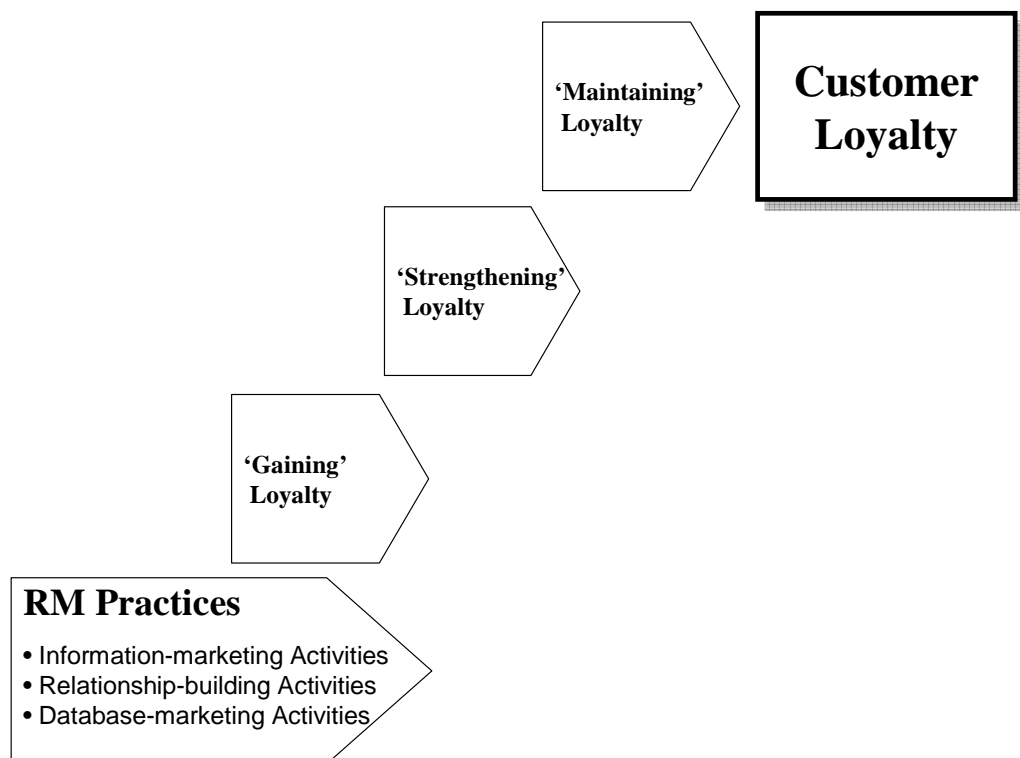 ‘Maintaining’
Loyalty
Customer
Loyalty
‘Strengthening’
Loyalty
‘Gaining’
Loyalty
RM Practices
• Information-marketing Activities
• Relationship-building Activities
• Database-marketing Activities